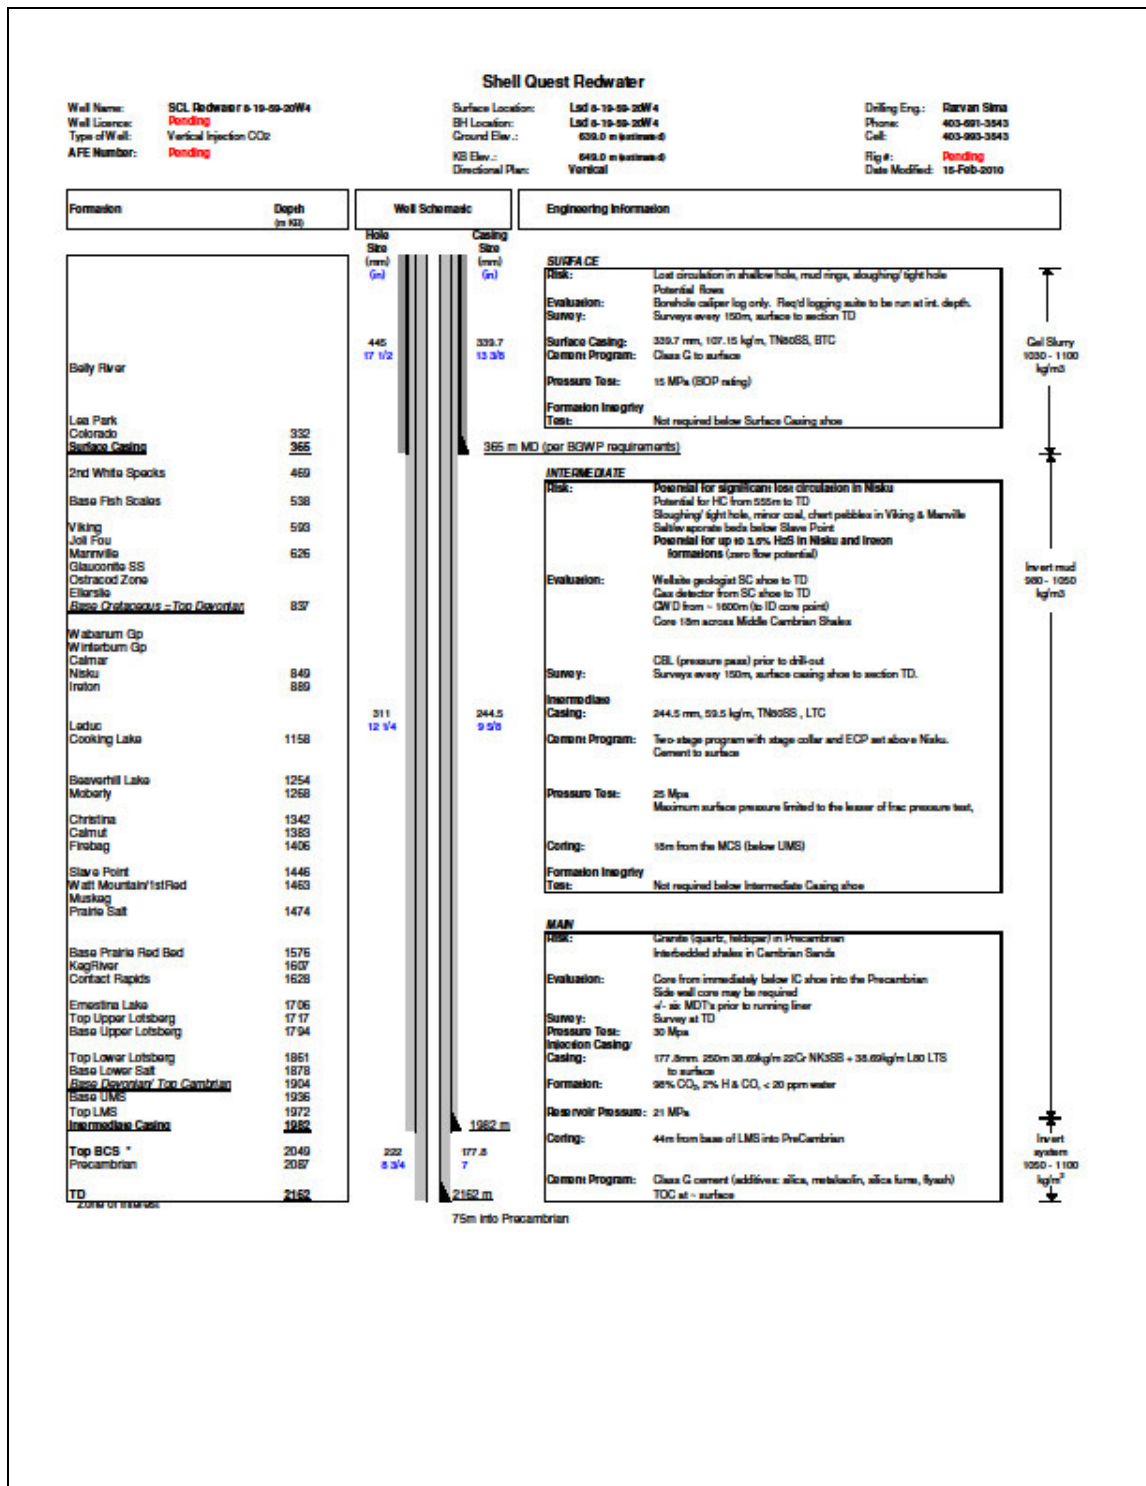 Shell Quest Redwater
Well Name: SCL Redwater 8-19-59-20W4 Surface Location: Lsd 8-19-59-20W4 Drilling Eng.: Razvan Sima
Well Licence: Pending BH Location: Lsd 8-19-59-20W4 Phone: 403-691-3543
Type of Well: Vertical Injection CO2 Ground Elev.: 639.0 m (estimated) Cell: 403-993-3543
AFE Number: Pending KB Elev.: 649.0 m (estimated) Rig #: Pending
Directional Plan: Vertical Date Modified: 16-Feb-2010
Formation Depth Well Schematic Engineering Information
(m KB)
Hole Casing
Size Size
(mm) (mm)
(in) (in)
SURFACE
Risk: Lost circulation in shallow hole, mud rings, sloughing/ tight hole
Potential flows
Evaluation: Borehole caliper log only. Req'd logging suite to be run at int. depth.
Survey: Surveys every 150m, surface to section TD
445 339.7 Surface Casing: 339.7 mm, 107.15 kg/m, TN80SS, BTC
17 1/2 13 3/8 Cement Program: Class G to surface
Gel Slurry
1030 - 1100
kg/m3
Belly River
Pressure Test: 15 MPa (BOP rating)
Formation Integrity
Lea Park Test: Not required below Surface Casing shoe
Colorado 332
Surface Casing 365 365 m MD (per BGWP requirements)
2nd White Specks 469 INTERMEDIATE
Risk: Potential for significant lost circulation in Nisku
Base Fish Scales 538 Potential for HC from 555m to TD
Sloughing/ tight hole, minor coal, chert pebbles in Viking & Manville
Viking 593 Salt/evaporate beds below Slave Point
Joli Fou Potential for up to 3.5% H2S in Nisku and Ireton
Mannville 626 formations (zero flow potential)
Glauconite SS
Ostracod Zone Evaluation: Wellsite geologist SC shoe to TD
Ellerslie Gas detector from SC shoe to TD
Base Cretaceous = Top Devonian 837 GWD from ~ 1600m (to ID core point)
Core 18m across Middle Cambrian Shales
Invert mud
980 - 1050
kg/m3
Wabamum Gp
Winterburn Gp
Calmar CBL (pressure pass) prior to drill-out
Nisku 849 Survey: Surveys every 150m, surface casing shoe to section TD.
Ireton 889
Intermediate
311 244.5 Casing: 244.5 mm, 59.5 kg/m, TN80SS , LTC
Leduc 12 1/4 9 5/8
Cooking Lake 1158 Cement Program: Two-stage program with stage collar and ECP set above Nisku.
Cement to surface
Beaverhill Lake 1254
Moberly 1268 Pressure Test: 25 Mpa
Maximum surface pressure limited to the lesser of frac pressure test,
Christina 1342
Calmut 1383
Firebag 1406 Coring: 18m from the MCS (below UMS)
Slave Point 1446 Formation Integrity
Watt Mountain/1stRed 1463 Test: Not required below Intermediate Casing shoe
Muskeg
Prairie Salt 1474
MAIN
Risk: Granite (quartz, feldspar) in Precambrian
Base Prairie Red Bed 1576 Interbedded shales in Cambrian Sands
KegRiver 1607
Contact Rapids 1628 Evaluation: Core from immediately below IC shoe into the Precambrian
Side wall core may be required
Ernestina Lake 1706 +/- six MDT's prior to running liner
Top Upper Lotsberg 1717 Survey: Survey at TD
Base Upper Lotsberg 1794 Pressure Test: 30 Mpa
Injection Casing/
Top Lower Lotsberg 1861 Casing: 177.8mm. 250m 38.69kg/m 22Cr NK3SB + 38.69kg/m L80 LTS
Base Lower Salt 1878 to surface
Base Devonian/ Top Cambrian 1904 Formation: 98% CO2, 2% H & CO, < 20 ppm water
Base UMS 1936
Top LMS 1972 Reservoir Pressure: 21 MPa
Intermediate Casing 1982 1982 m
Coring: 44m from base of LMS into PreCambrian
Top BCS * 2049 222 177.8
Precambrian 2087 8 3/4 7
Invert
system
1050 - 1100
kg/m3
Cement Program: Class G cement (additives: silica, metakaolin, silica fume, flyash)
TD 2162 2162 m TOC at ~ surface
Zone of interest
75m into Precambrian